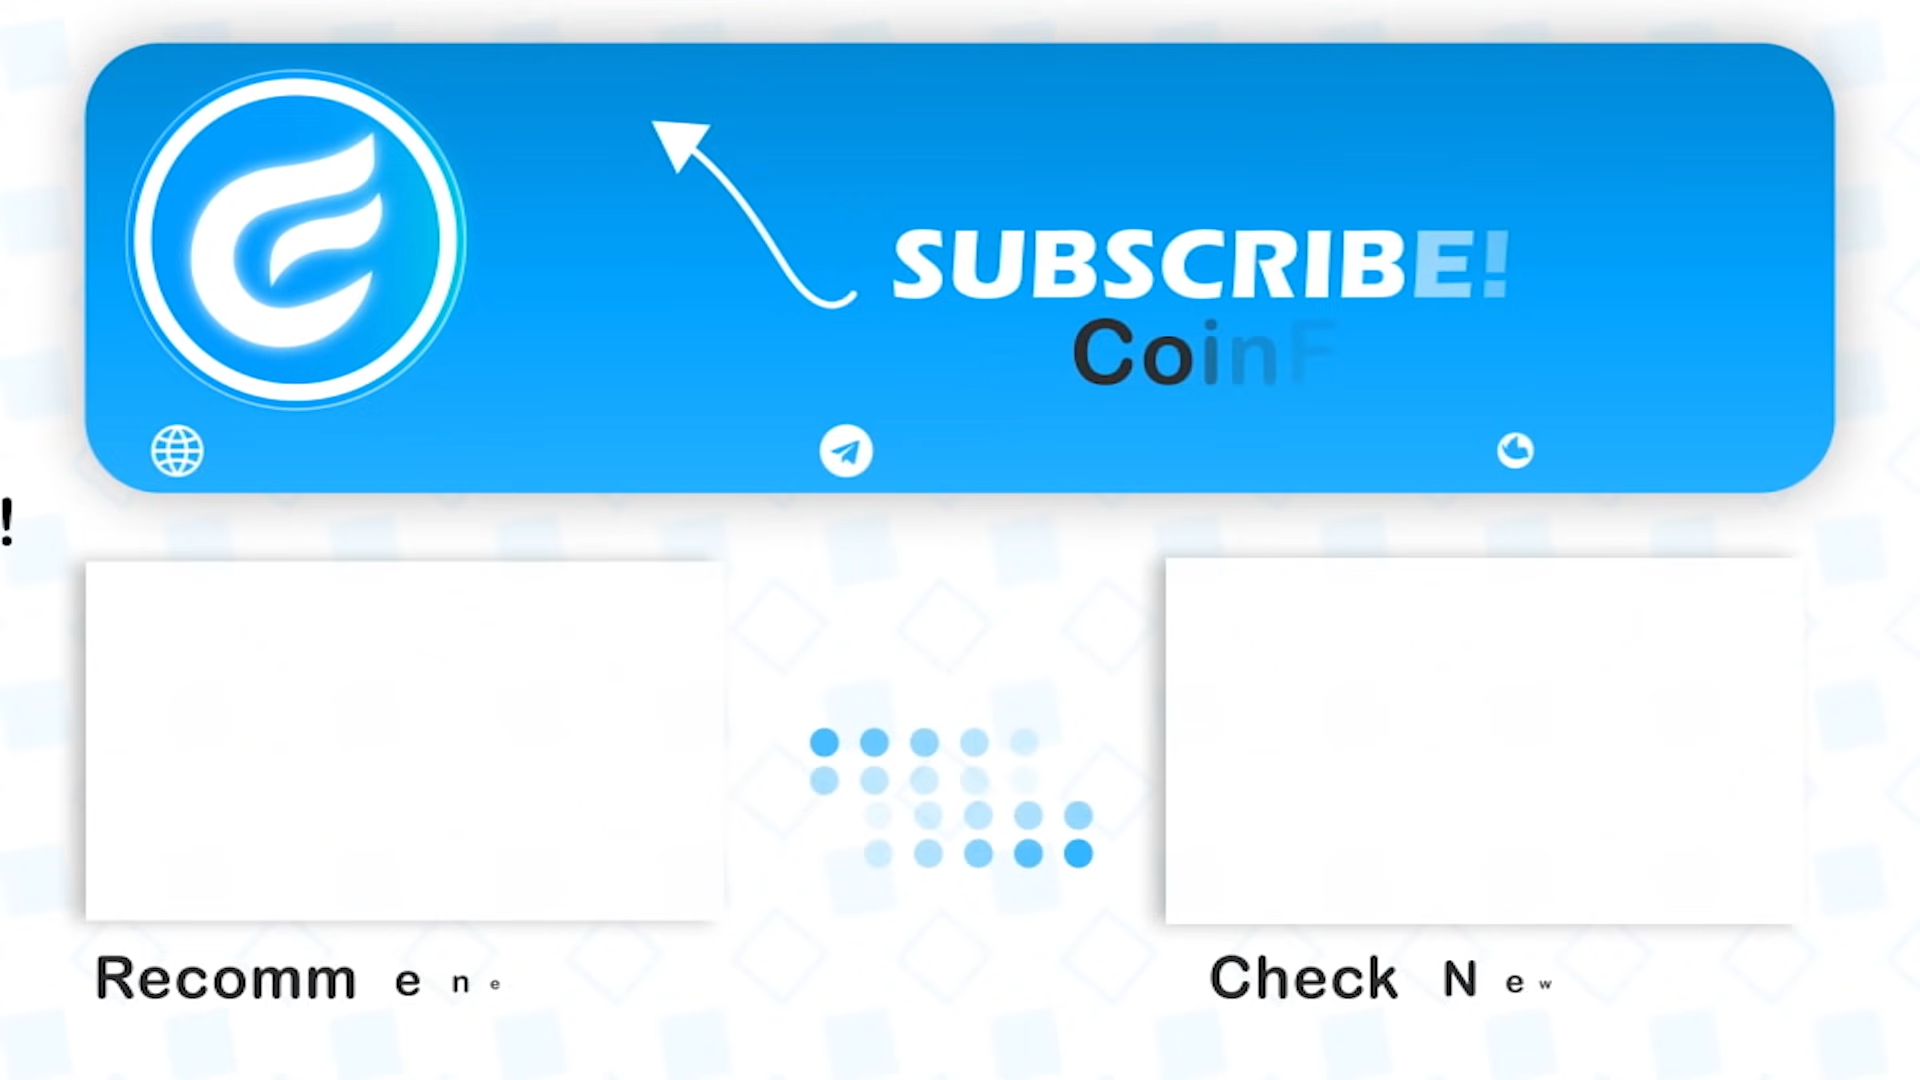 SUBSCRIBE!
CoinF
!
Recomm e n e
Check N e w